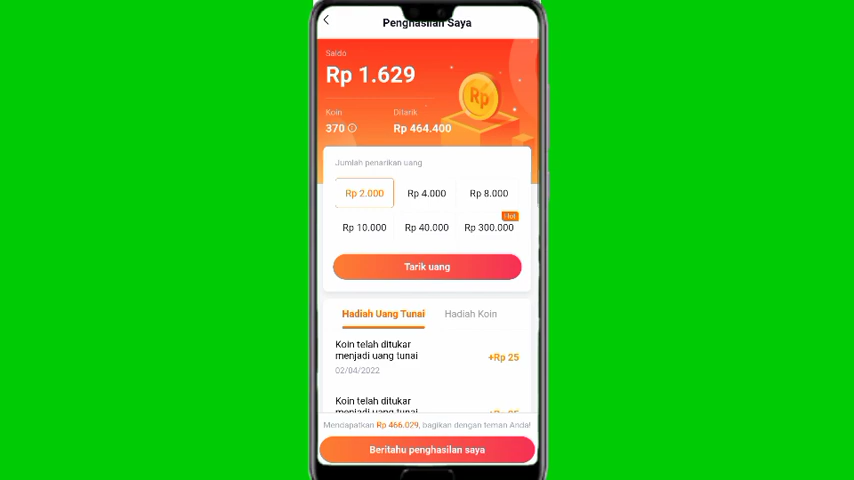 Penghasilan Saya
Saldo
Rp 1.629
Koin
Ditarik
370
Rp 464.400
Rp
Jumlah penarikan uang
Rp 2.000
Rp 4.000
Rp 8.000
Hot
Rp 10.000
Rp 40.000
Rp 300.000
Tarik uang
Hadiah Uang Tunai
Hadiah Koin
Koin telah ditukar
menjadi uang tunai
+Rp 25
02/04/2022
Koin telah ditukar
menjadi uang tunai
Mendapatkan Rp 466.029, bagikan dengan teman Anda!
Beritahu penghasilan saya